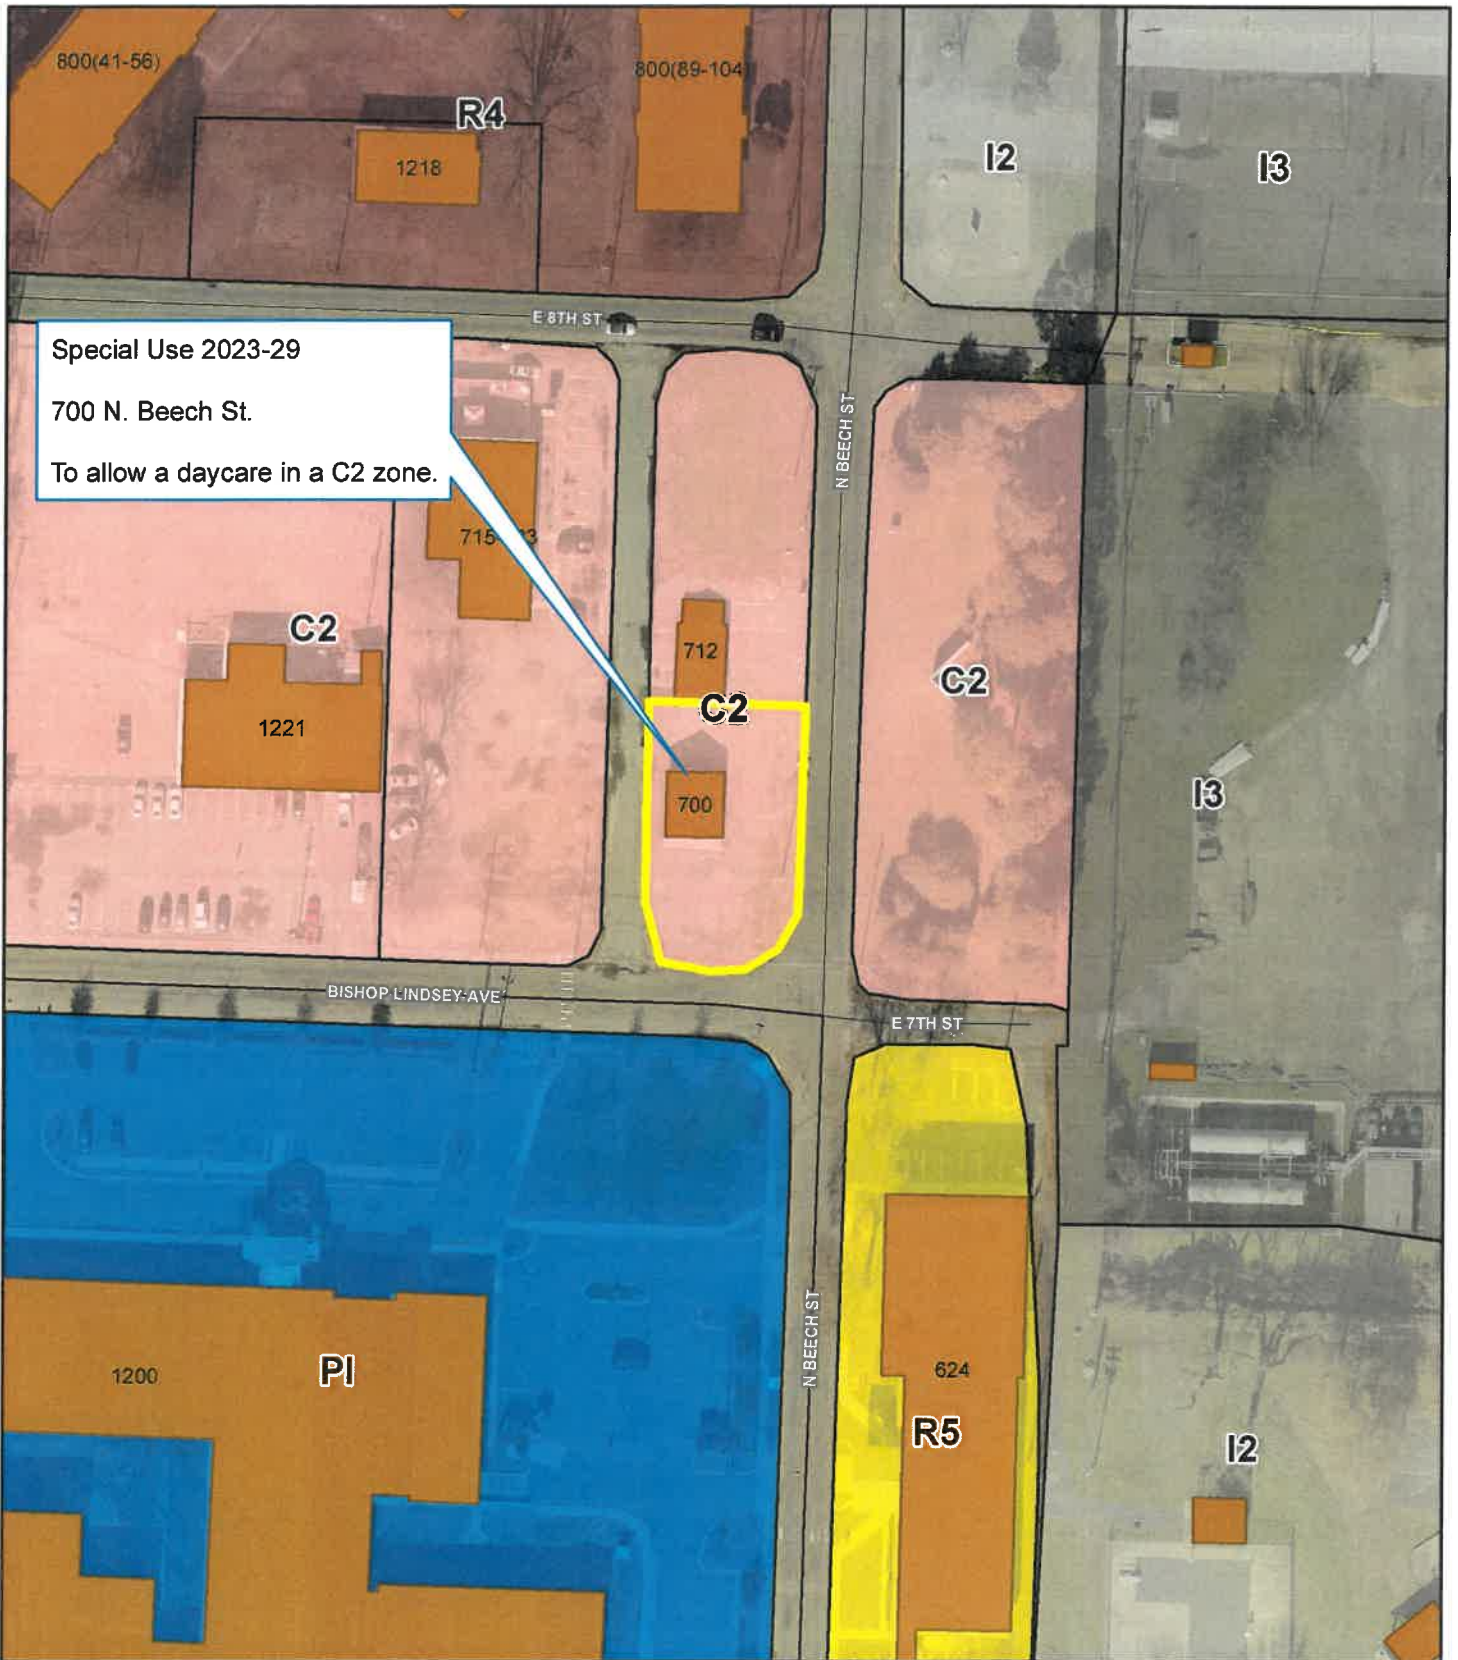 800(41-56)
R4
800(89-104)
1218
I2
I3
E 8TH ST
Special Use 2023-29
700 N. Beech St.
To allow a daycare in a C2 zone.
N BEECH ST
C2
712
C2
C2
1221
700
I3
BISHOP LINDSEY AVE
E 7TH ST
N BEECH ST
1200
PI
624
R5
I2